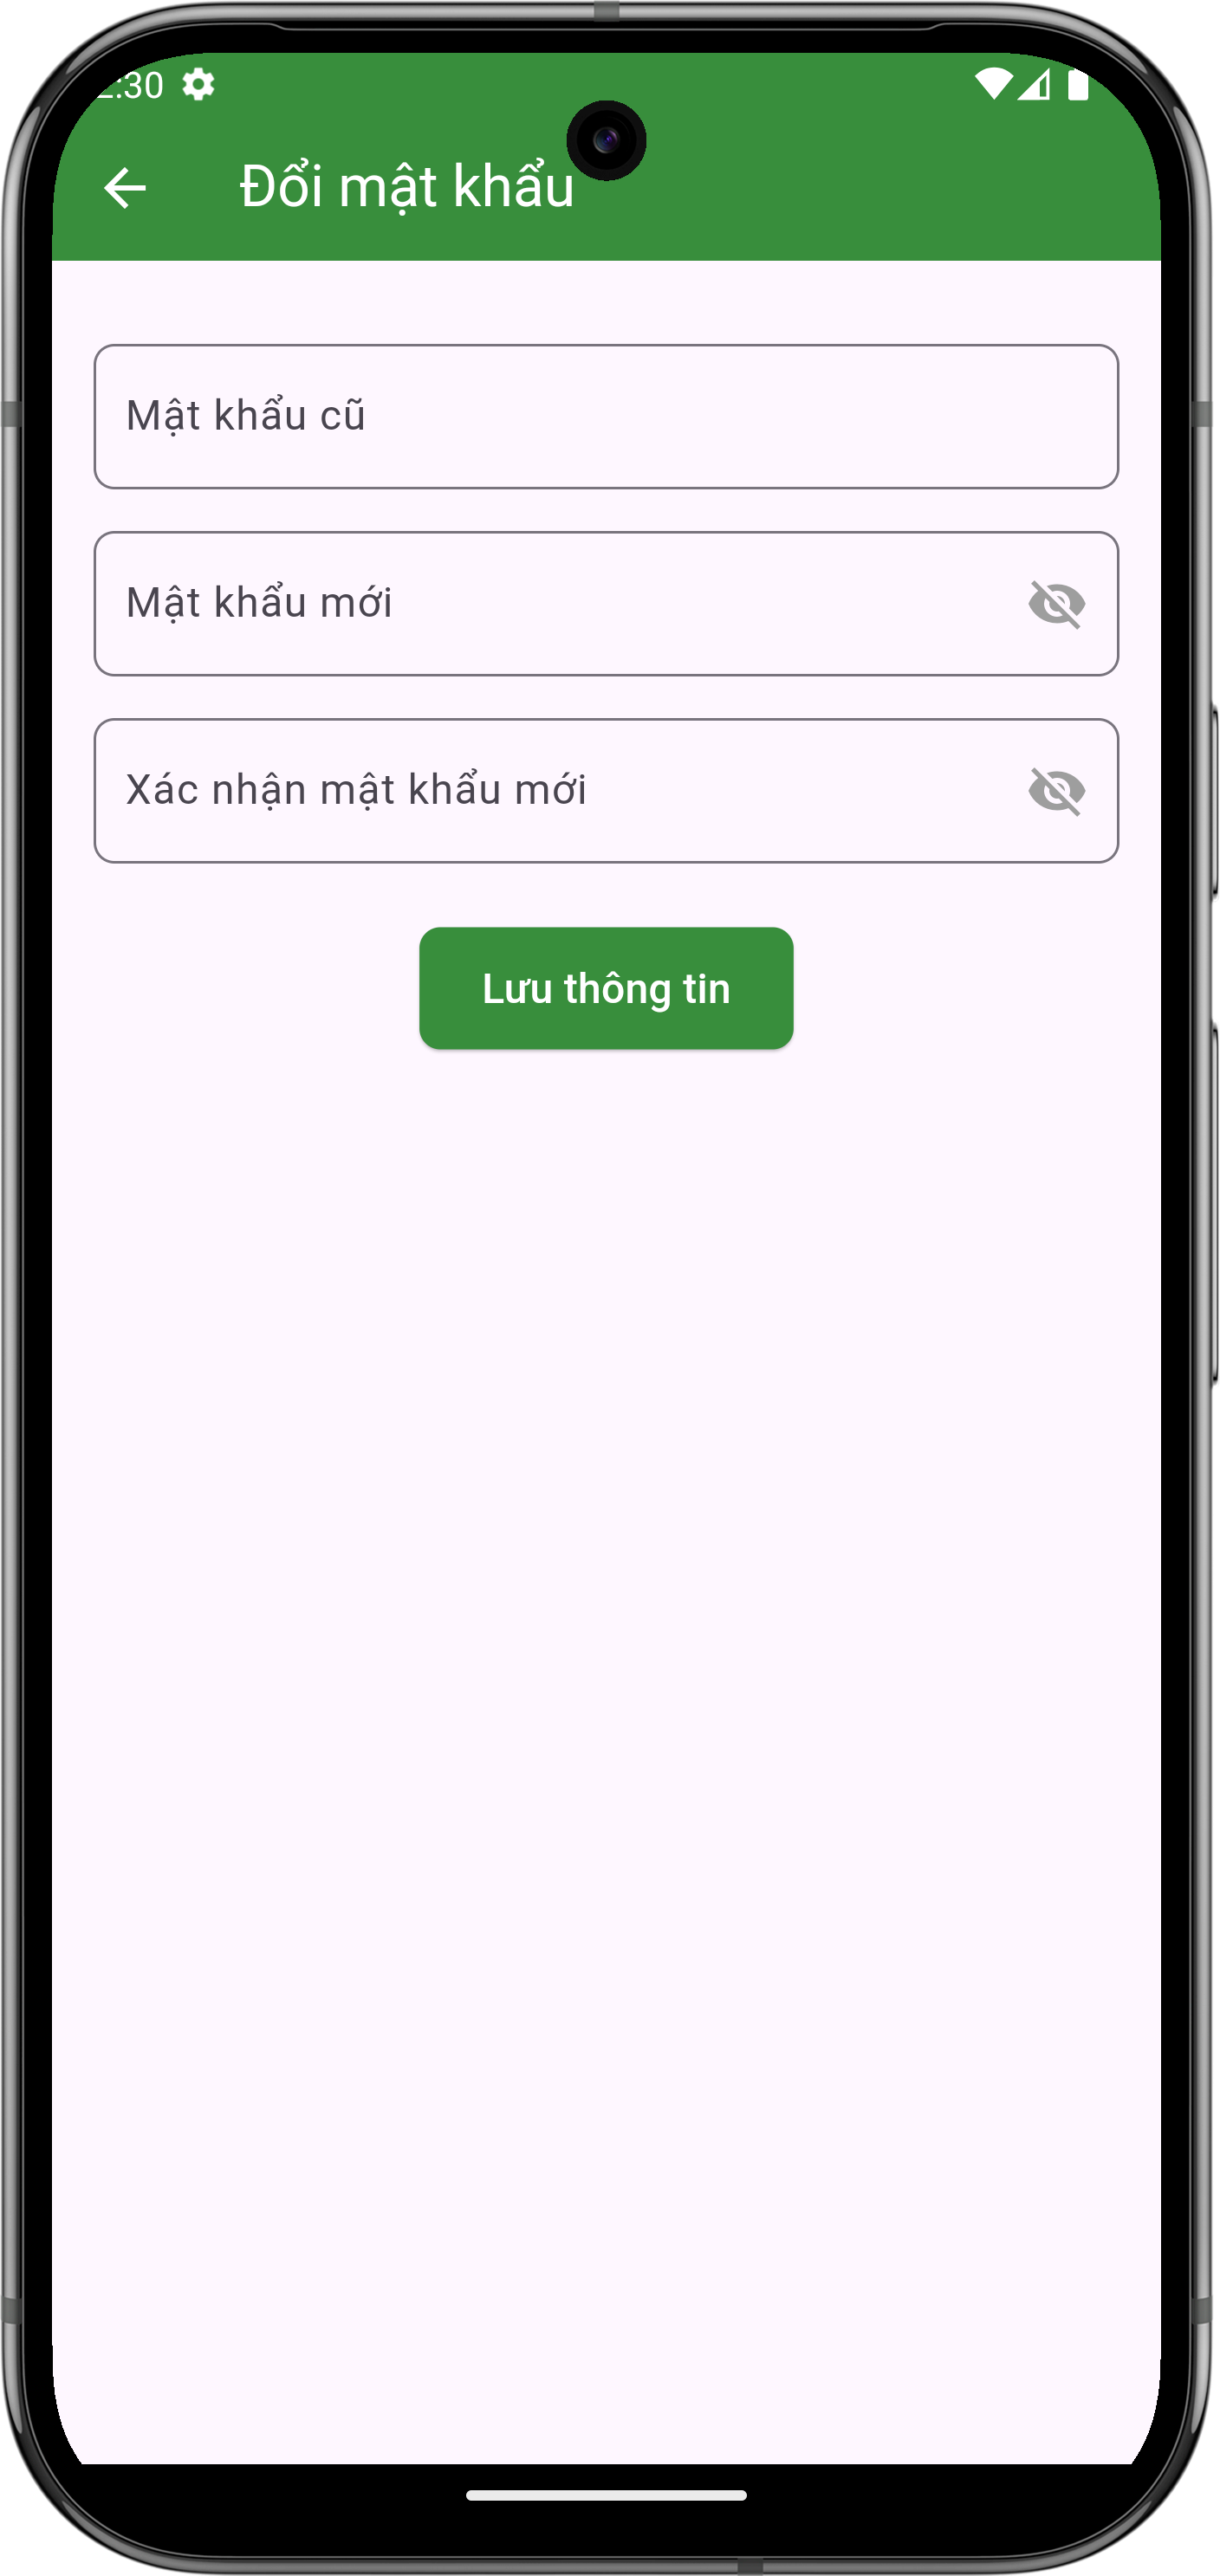 :30
Đổi mật khẩu
Mật khẩu cũ
Mật khẩu mới
Xác nhận mật khẩu mới
Lưu thông tin